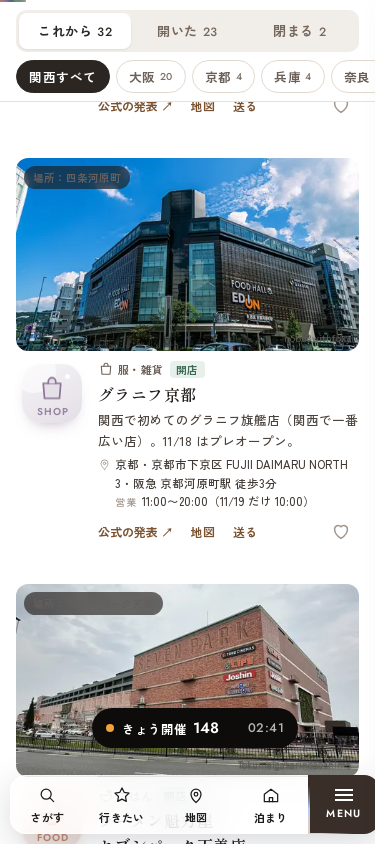 これから 32
開いた 23
閉まる 2
関西すべて
大阪 20
京都 4
兵庫 4
奈良
公式の発表 ↗
地図
送る
場所：四条河原町
FOOD HALL
EDION
FOOD HALL
SHOP
服・雑貨
開店
グラニフ京都
関西で初めてのグラニフ旗艦店（関西で一番
広い店）。11/18 はプレオープン。
京都・京都市下京区 FUJII DAIMARU NORTH
3・阪急 京都河原町駅 徒歩3分
営業 11:00〜20:00（11/19 だけ 10:00）
公式の発表 ↗
地図
送る
SEVEN PARK
Joshin
きょう開催 148
02:41
さがす
行きたい
地図
泊まり
MENU
FOOD